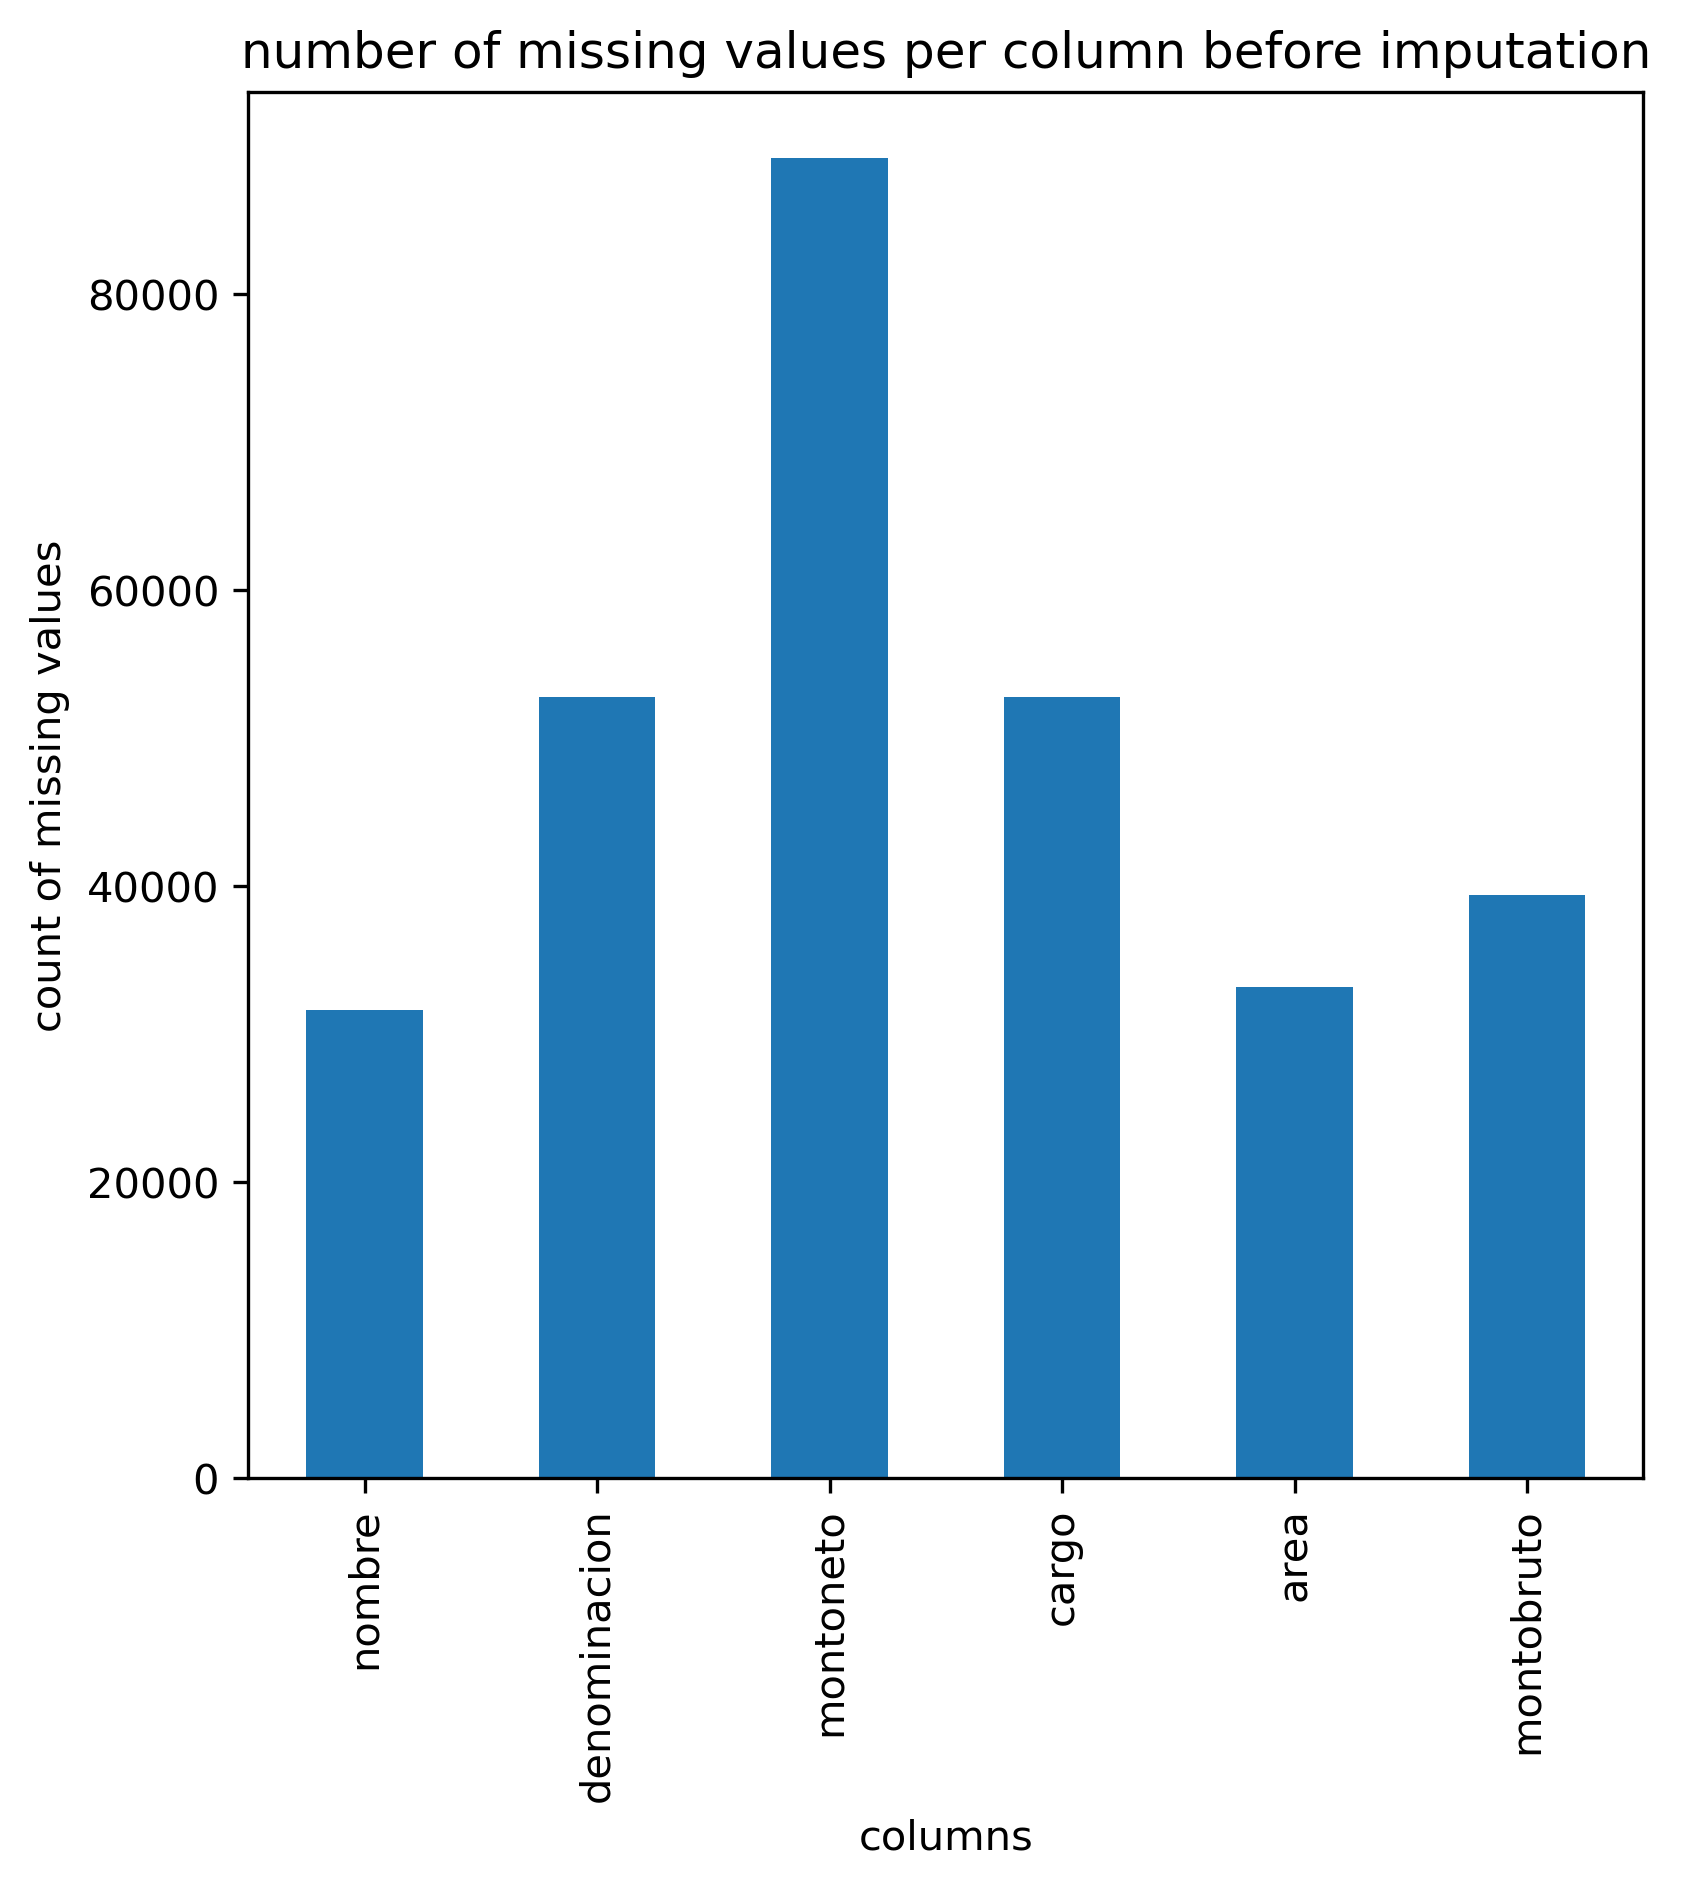 number of missing values per column before imputation
count of missing values
80000
60000
40000
20000
0
nombre
denominacion
montoneto
cargo
area
montobruto
columns